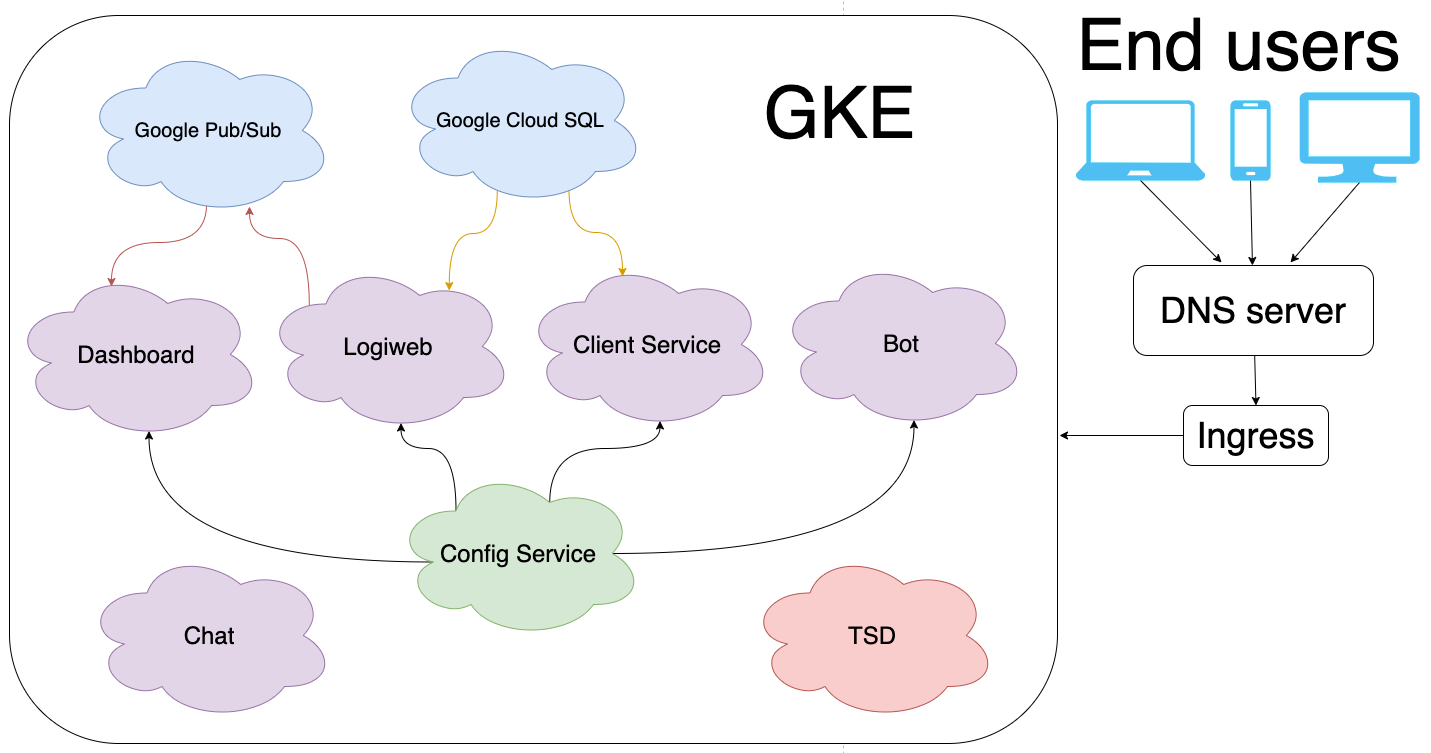 End users
GKE
Google Pub/Sub
Google Cloud SQL
DNS server
Dashboard
Logiweb
Client Service
Bot
Ingress
Config Service
Chat
TSD